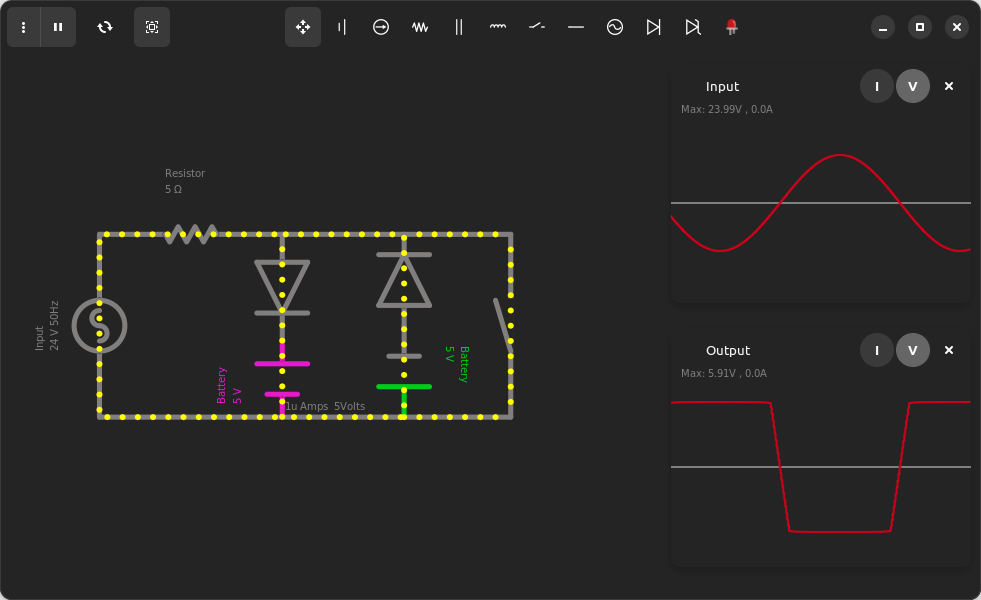 Input
I V
Max: 23.99V , 0.0A
Resistor
5 Ω
Input
24 V 50Hz
Battery
5 V
Battery
5 V
1u Amps 5Volts
Output
I V
Max: 5.91V , 0.0A